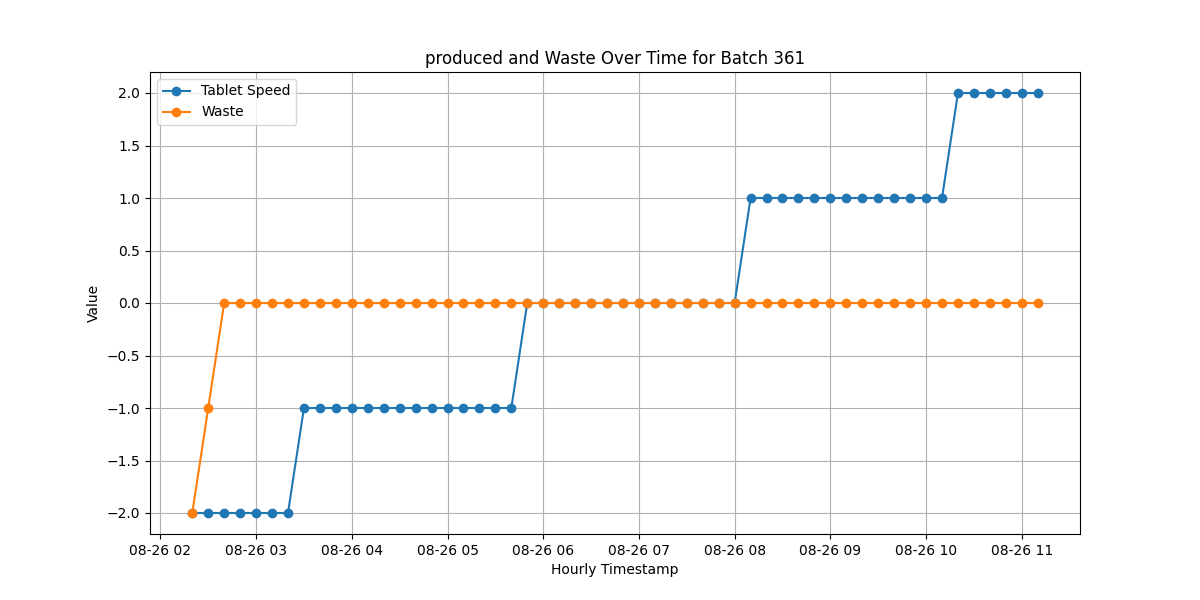 produced and Waste Over Time for Batch 361
Tablet Speed
Waste
2.0
1.5
1.0
0.5
0.0
−0.5
−1.0
−1.5
−2.0
Value
08-26 02 08-26 03 08-26 04 08-26 05 08-26 06 08-26 07 08-26 08 08-26 09 08-26 10 08-26 11
Hourly Timestamp